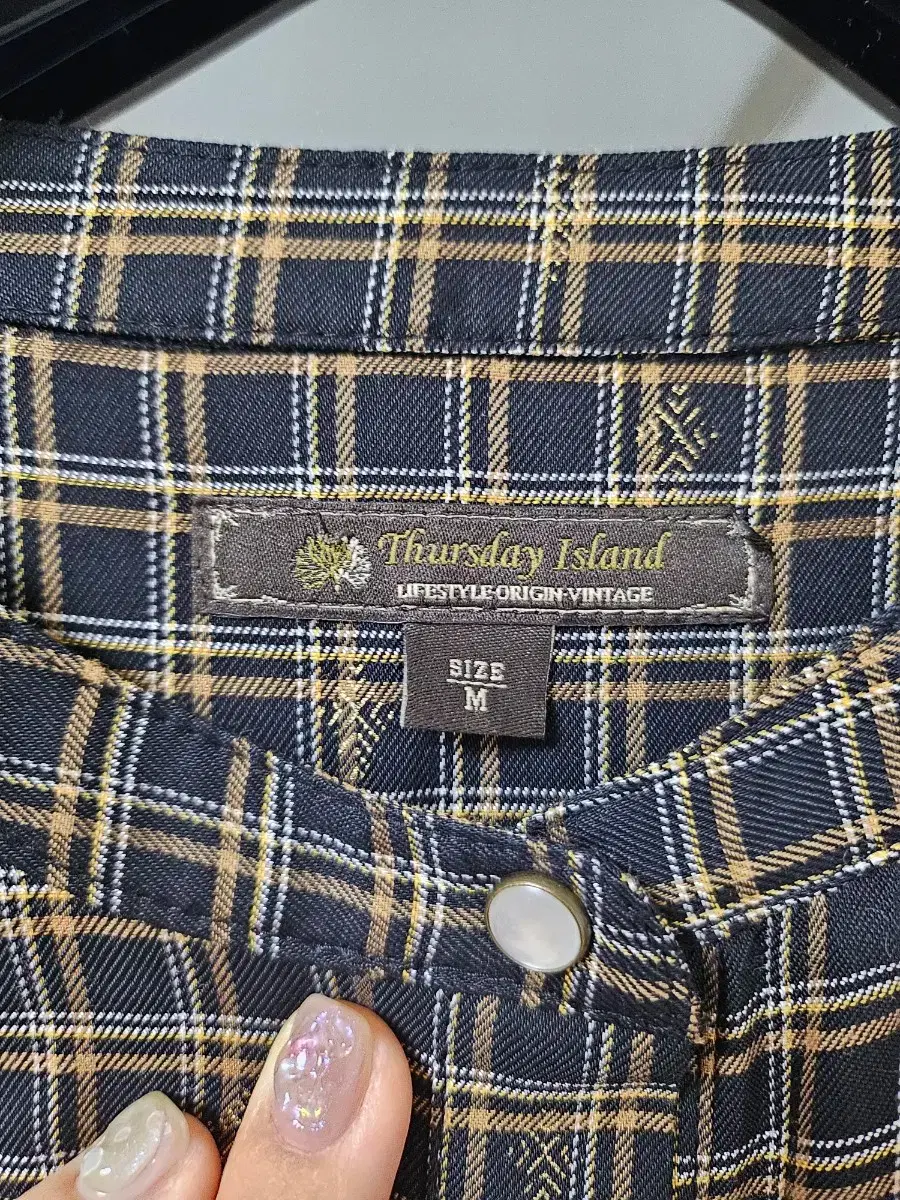 Thursday Island
LIFESTYLE·ORIGIN·VINTAGE
SIZE
M